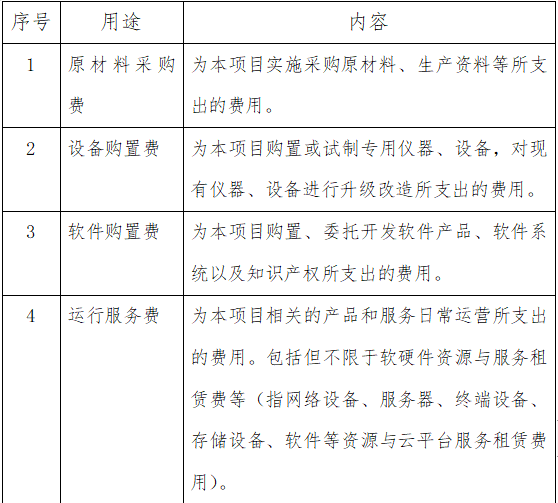 序号 用途 内容
1 原材料采购 为本项目实施采购原材料、生产资料等所支
费 出的费用。
2 设备购置费 为本项目购置或试制专用仪器、设备，对现
有仪器、设备进行升级改造所支出的费用。
3 软件购置费 为本项目购置、委托开发软件产品、软件系
统以及知识产权所支出的费用。
4 运行服务费 为本项目相关的产品和服务日常运营所支出
的费用。包括但不限于软硬件资源与服务租
赁费等（指网络设备、服务器、终端设备、
存储设备、软件等资源与云平台服务租赁费
用）。